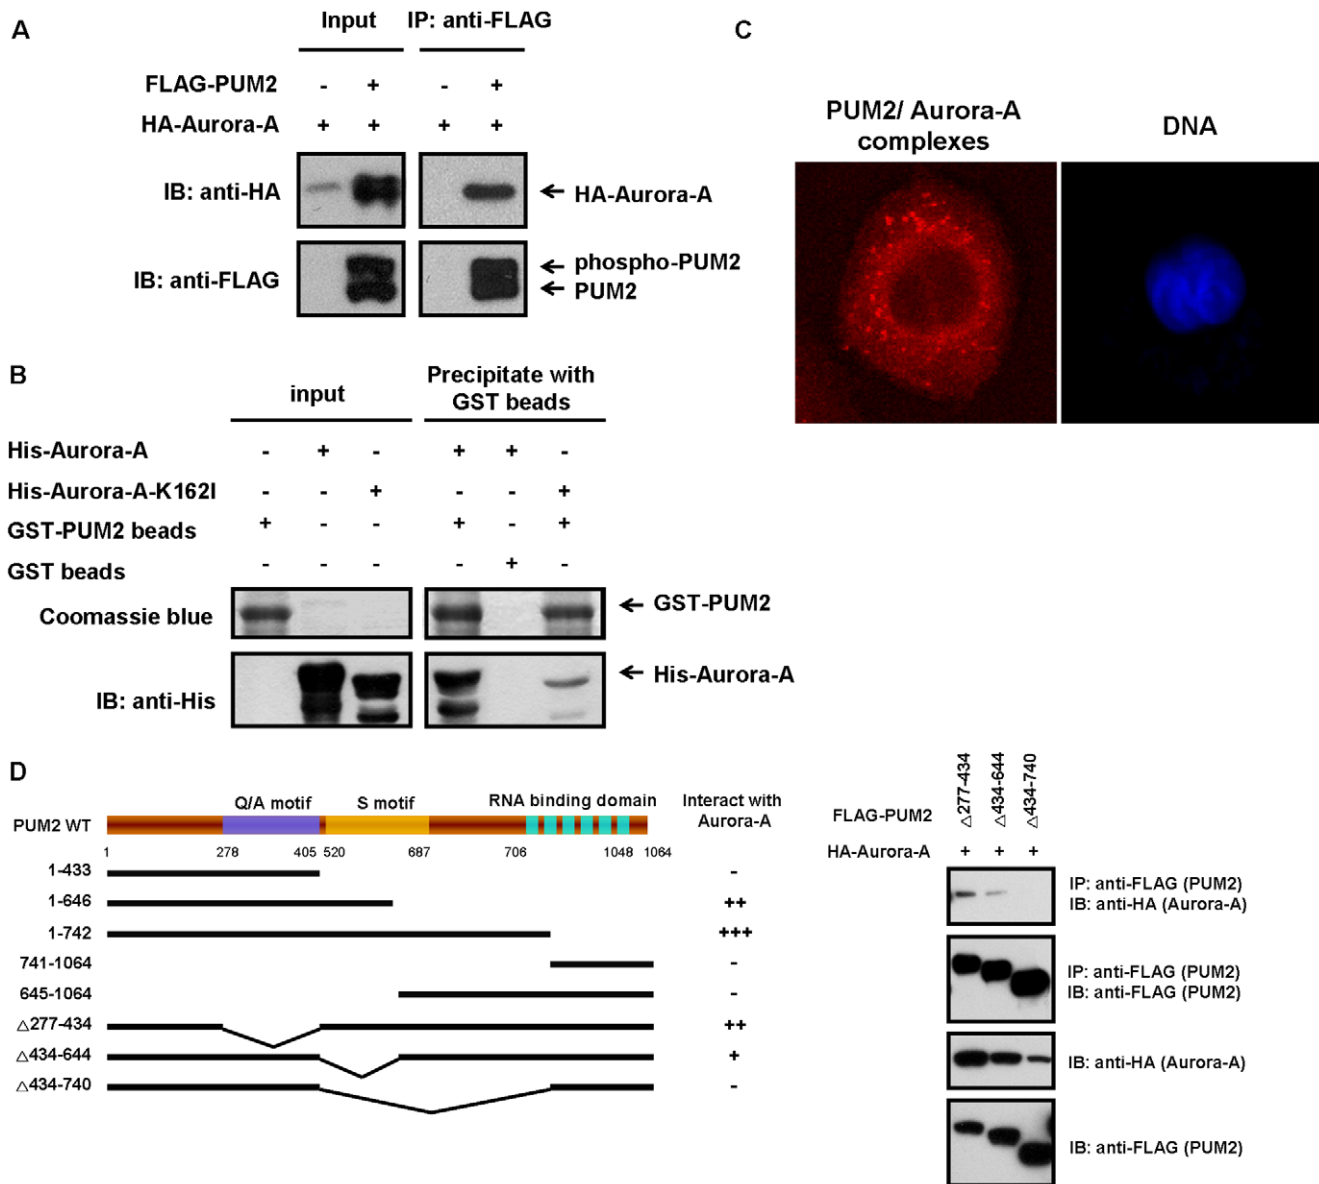 A
Input
IP: anti-FLAG
FLAG-PUM2
- + - +
HA-Aurora-A
+ + + +
IB: anti-HA
HA-Aurora-A
IB: anti-FLAG
phospho-PUM2
PUM2
B
input
Precipitate with
GST beads
His-Aurora-A
- + - + + -
His-Aurora-A-K162I
- - + - - +
GST-PUM2 beads
+ - - + - +
GST beads
- - - - + -
Coomassie blue
GST-PUM2
IB: anti-His
His-Aurora-A
C
PUM2/ Aurora-A
complexes
DNA
D
Q/A motif
S motif
RNA binding domain
Interact with
Aurora-A
PUM2 WT
1 278 405 520 687 706 1048 1064
1-433 -
1-646 ++
1-742 +++
741-1064 -
645-1064 -
△277-434 ++
△434-644 +
△434-740 -
FLAG-PUM2
△277-434
△434-644
△434-740
HA-Aurora-A
+ + +
IP: anti-FLAG (PUM2)
IB: anti-HA (Aurora-A)
IP: anti-FLAG (PUM2)
IB: anti-FLAG (PUM2)
IB: anti-HA (Aurora-A)
IB: anti-FLAG (PUM2)